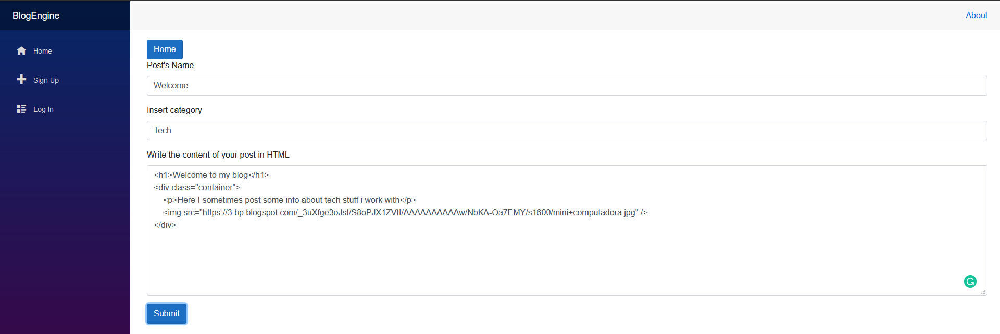 BlogEngine
About
Home
Sign Up
Log In
Home
Post's Name
Welcome
Insert category
Tech
Write the content of your post in HTML
<h1>Welcome to my blog</h1>
<div class="container">
<p>Here I sometimes post some info about tech stuff i work with</p>
<img src="https://3.bp.blogspot.com/_3uXfge3oJsI/S8oPJX1ZVtI/AAAAAAAAAAw/NbKA-Oa7EMY/s1600/mini+computadora.jpg" />
</div>
Submit